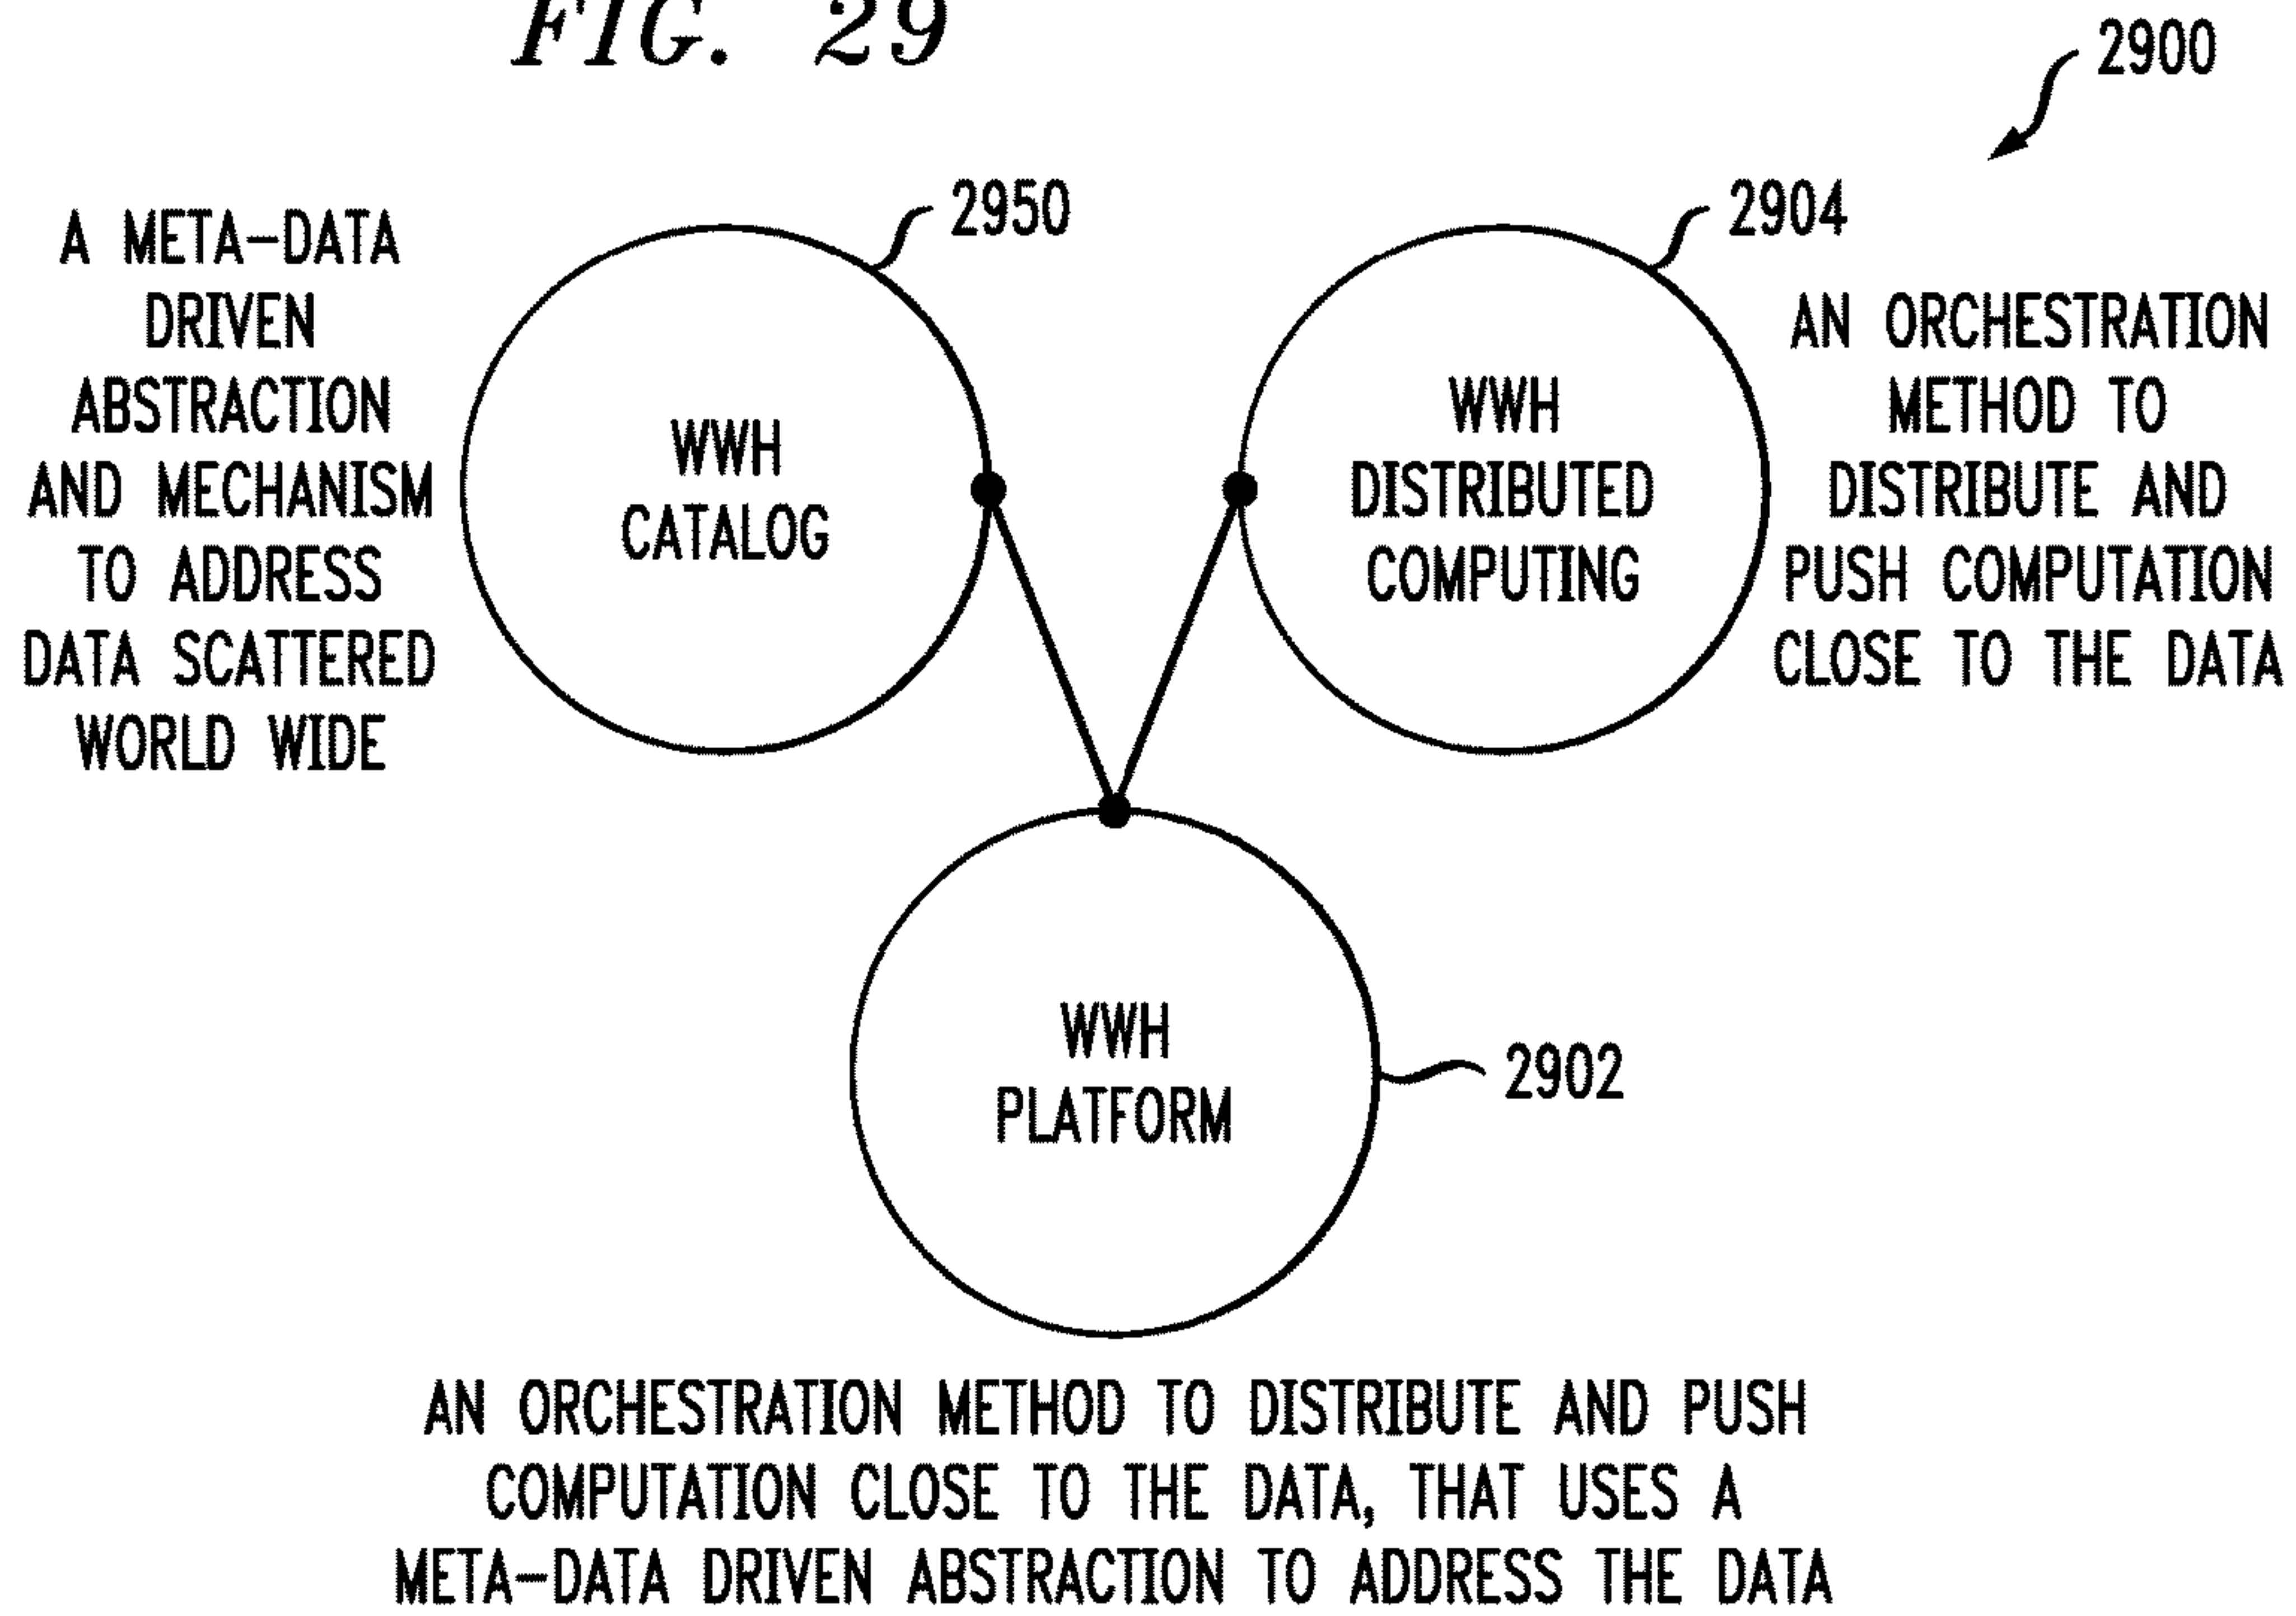 FIG. 29
2900
2950
2904
A META-DATA
DRIVEN
ABSTRACTION
AND MECHANISM
TO ADDRESS
DATA SCATTERED
WORLD WIDE
WWH
CATALOG
WWH
DISTRIBUTED
COMPUTING
AN ORCHESTRATION
METHOD TO
DISTRIBUTE AND
PUSH COMPUTATION
CLOSE TO THE DATA
WWH
PLATFORM
2902
AN ORCHESTRATION METHOD TO DISTRIBUTE AND PUSH
COMPUTATION CLOSE TO THE DATA, THAT USES A
META-DATA DRIVEN ABSTRACTION TO ADDRESS THE DATA